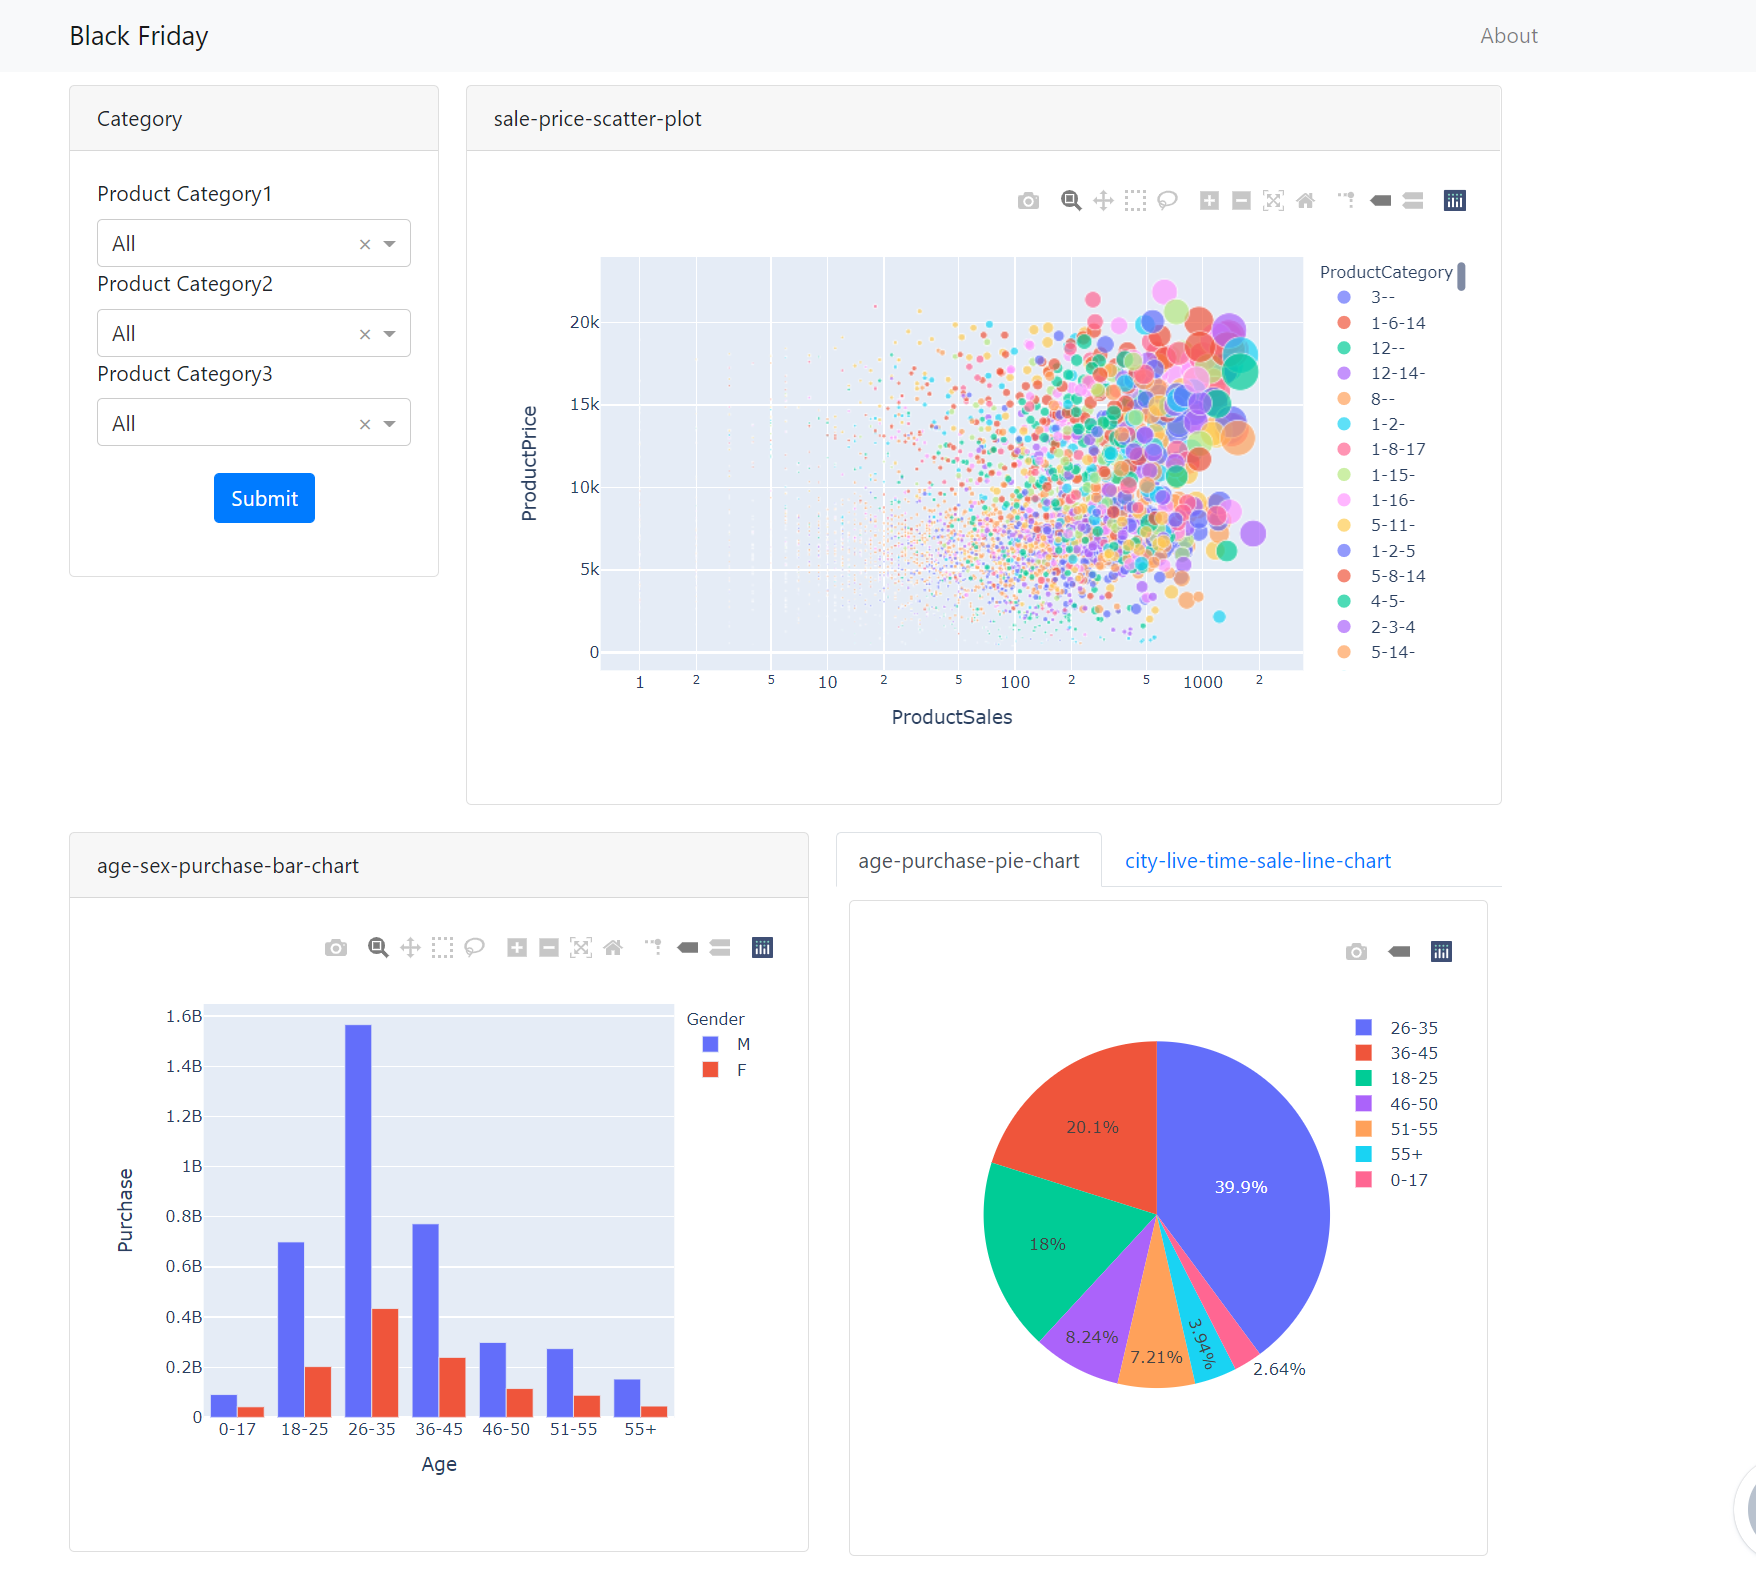 Black Friday
About
Category
Product Category1
All
Product Category2
All
Product Category3
All
Submit
sale-price-scatter-plot
ProductCategory
3--
1-6-14
12--
12-14-
8--
1-2-
1-8-17
1-15-
1-16-
5-11-
1-2-5
5-8-14
4-5-
2-3-4
5-14-
20k
15k
10k
5k
0
ProductPrice
1 2 5 10 2 5 100 2 5 1000 2
ProductSales
age-sex-purchase-bar-chart
Gender
M
F
1.6B
1.4B
1.2B
1B
0.8B
0.6B
0.4B
0.2B
0
Purchase
0-17 18-25 26-35 36-45 46-50 51-55 55+
Age
age-purchase-pie-chart
city-live-time-sale-line-chart
26-35
36-45
18-25
46-50
51-55
55+
0-17
20.1%
39.9%
18%
8.24%
7.21%
3.94%
2.64%